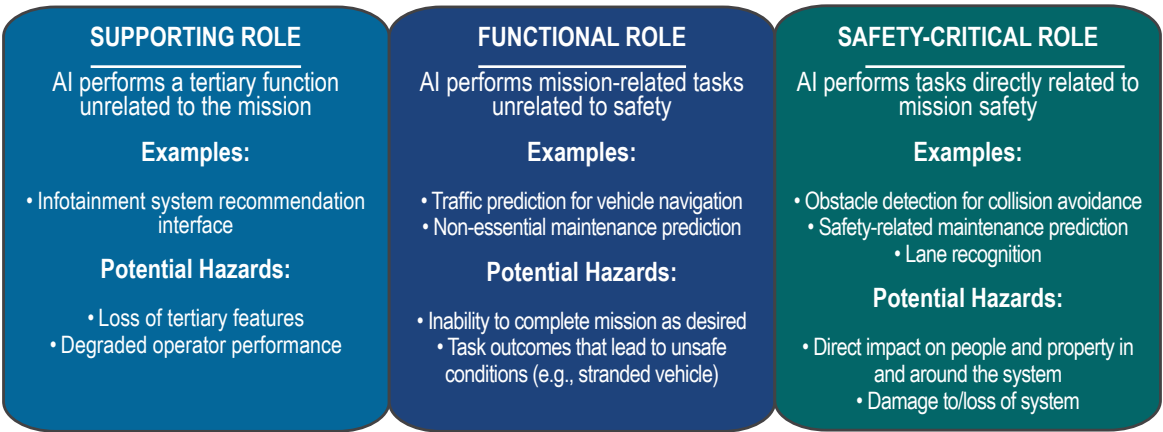 SUPPORTING ROLE
AI performs a tertiary function
unrelated to the mission
Examples:
• Infotainment system recommendation
interface
Potential Hazards:
• Loss of tertiary features
• Degraded operator performance
FUNCTIONAL ROLE
AI performs mission-related tasks
unrelated to safety
Examples:
• Traffic prediction for vehicle navigation
• Non-essential maintenance prediction
Potential Hazards:
• Inability to complete mission as desired
• Task outcomes that lead to unsafe
conditions (e.g., stranded vehicle)
SAFETY-CRITICAL ROLE
AI performs tasks directly related to
mission safety
Examples:
• Obstacle detection for collision avoidance
• Safety-related maintenance prediction
• Lane recognition
Potential Hazards:
• Direct impact on people and property in
and around the system
• Damage to/loss of system